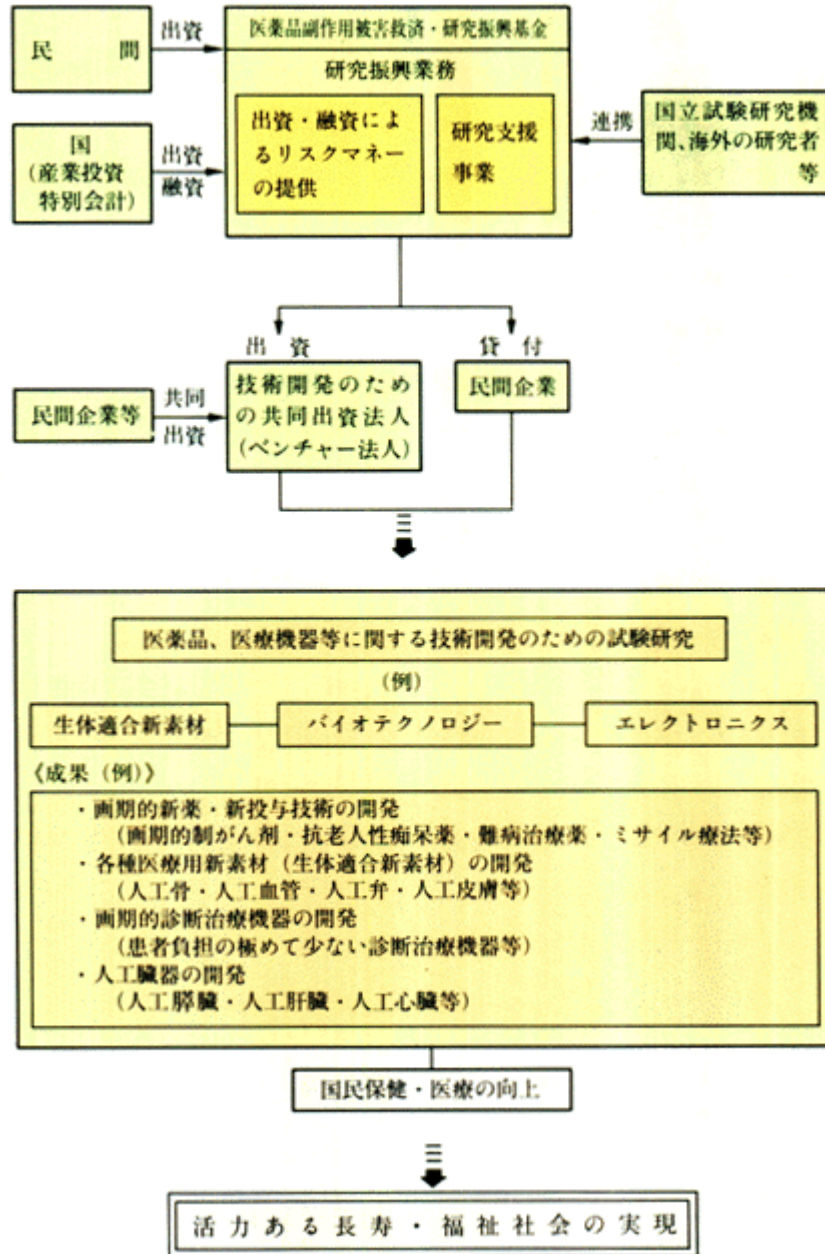 民間
出資
国
(産業投資
特別会計)
出資
融資
医薬品副作用被害救済・研究振興基金
研究振興業務
出資・融資によ
るリスクマネー
の提供
研究支援
事業
連携
国立試験研究機
関、海外の研究者
等
出資
貸付
民間企業等
共同
出資
技術開発のため
の共同出資法人
(ベンチャー法人)
民間企業
医薬品、医療機器等に関する技術開発のための試験研究
(例)
生体適合新素材
バイオテクノロジー
エレクトロニクス
《成果(例)》
・画期的新薬・新投与技術の開発
(画期的制がん剤・抗老人性痴呆薬・難病治療薬・ミサイル療法等)
・各種医療用新素材(生体適合新素材)の開発
(人工骨・人工血管・人工弁・人工皮膚等)
・画期的診断治療機器の開発
(患者負担の極めて少ない診断治療機器等)
・人工臓器の開発
(人工膵臓・人工肝臓・人工心臓等)
国民保健・医療の向上
活力ある長寿・福祉社会の実現